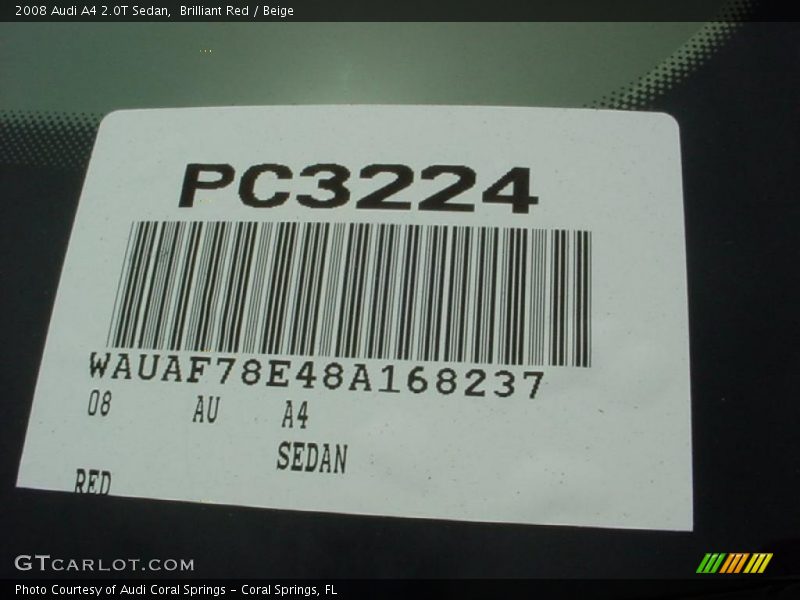 2008 Audi A4 2.0T Sedan,  Brilliant Red / Beige
PC3224
WAUAF78E48A168237
08 AU A4
SEDAN
RED
GTCARLOT.COM
Photo Courtesy of Audi Coral Springs - Coral Springs, FL